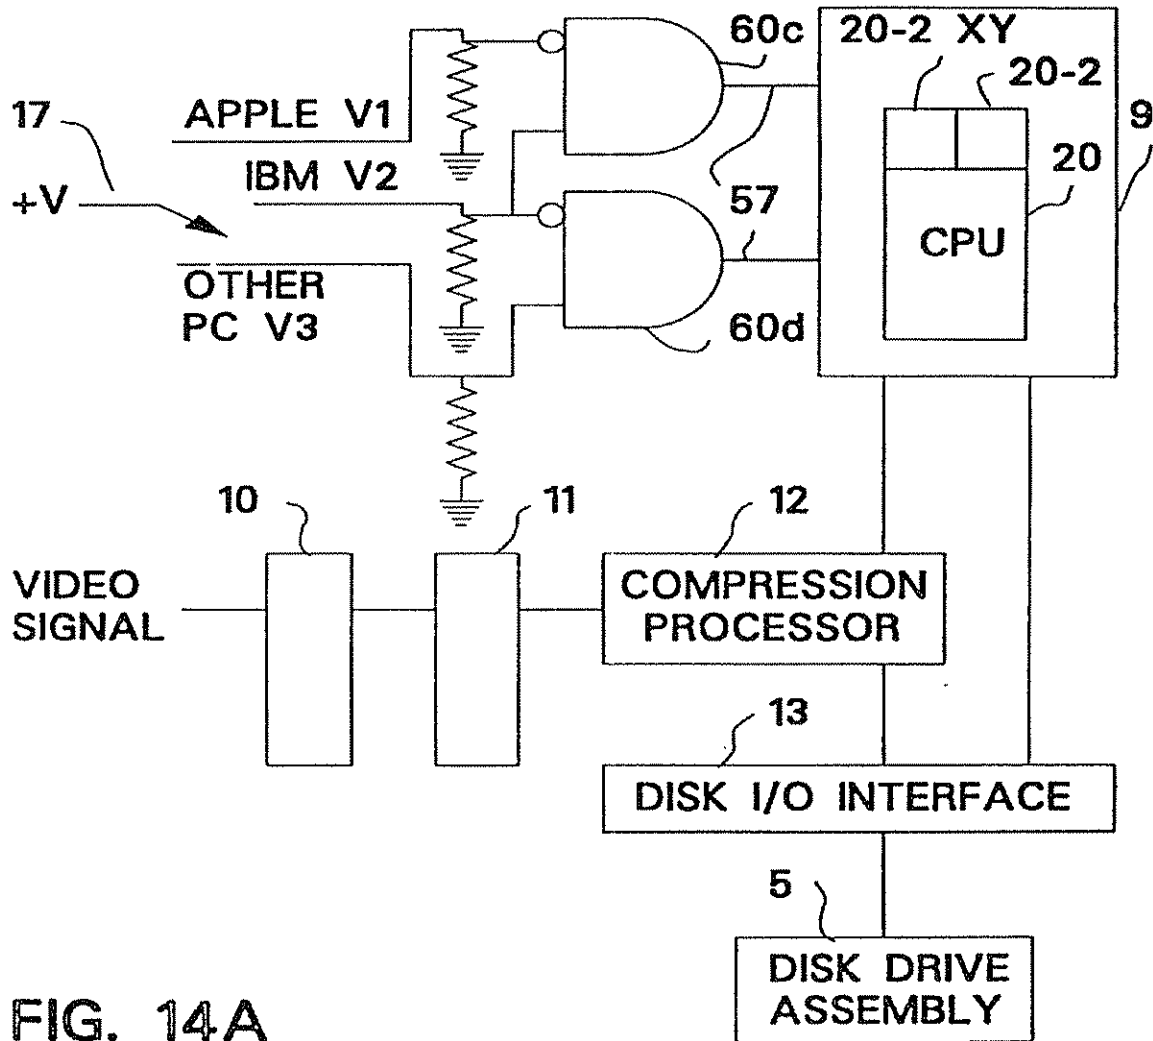 60c
20-2 XY
20-2
17
APPLE V1
9
IBM V2
20
+V
57
CPU
OTHER
PC V3
60d
10
11
12
VIDEO
SIGNAL
COMPRESSION
PROCESSOR
13
DISK I/O INTERFACE
5
DISK DRIVE
ASSEMBLY
FIG. 14A